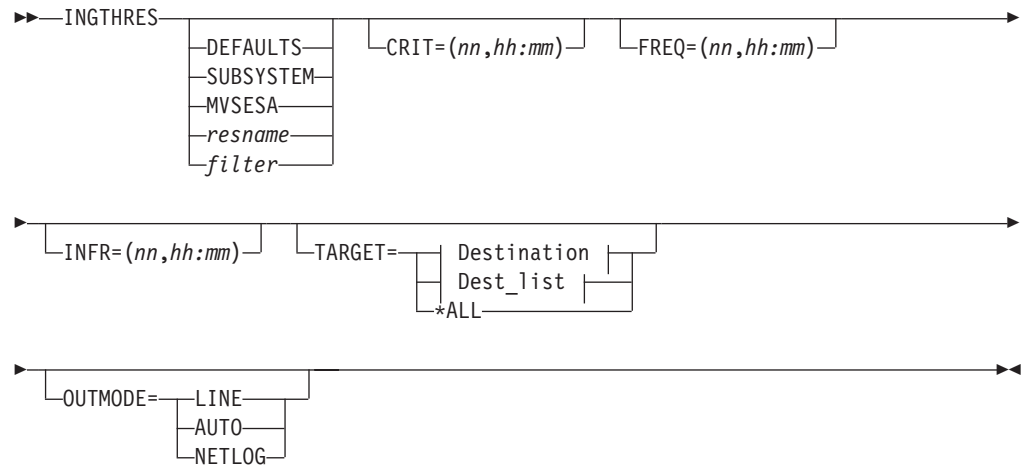 INGTHRES
DEFAULTS
SUBSYSTEM
MVSESA
resname
filter
CRIT=(nn,hh:mm)
FREQ=(nn,hh:mm)
INFR=(nn,hh:mm)
TARGET=
Destination
Dest_list
*ALL
OUTMODE=
LINE
AUTO
NETLOG